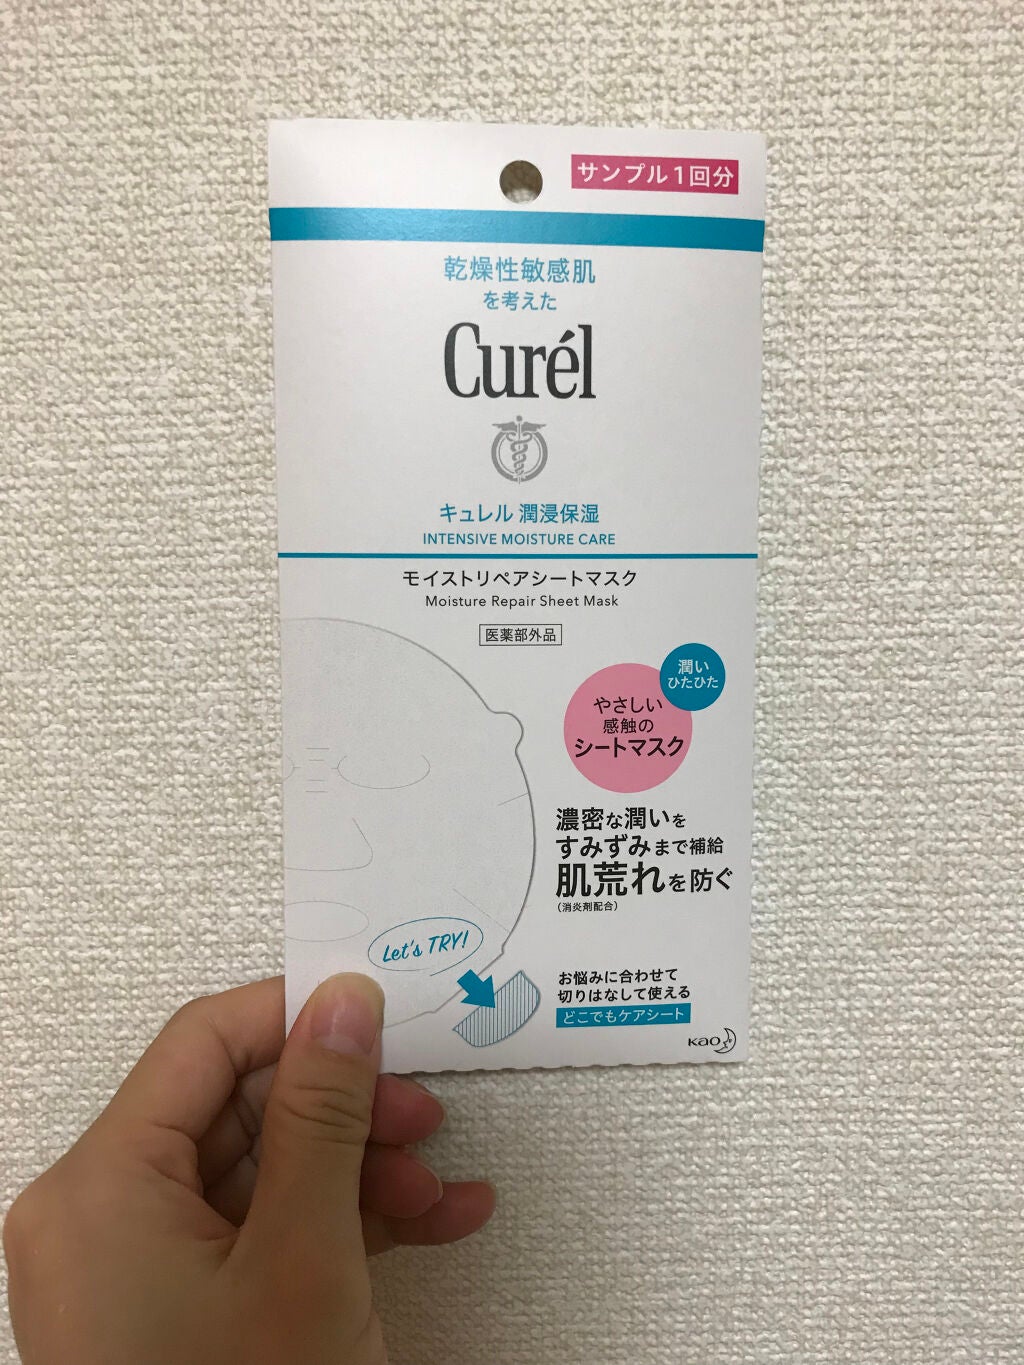 サンプル1回分
乾燥性敏感肌
を考えた
Curél
キュレル 潤浸保湿
INTENSIVE MOISTURE CARE
モイストリペアシートマスク
Moisture Repair Sheet Mask
医薬部外品
潤い
ひたひた
やさしい
感触の
シートマスク
濃密な潤いを
すみずみまで補給
肌荒れを防ぐ
(消炎剤配合)
Let's TRY!
お悩みに合わせて
切りはなして使える
どこでもケアシート
Kao